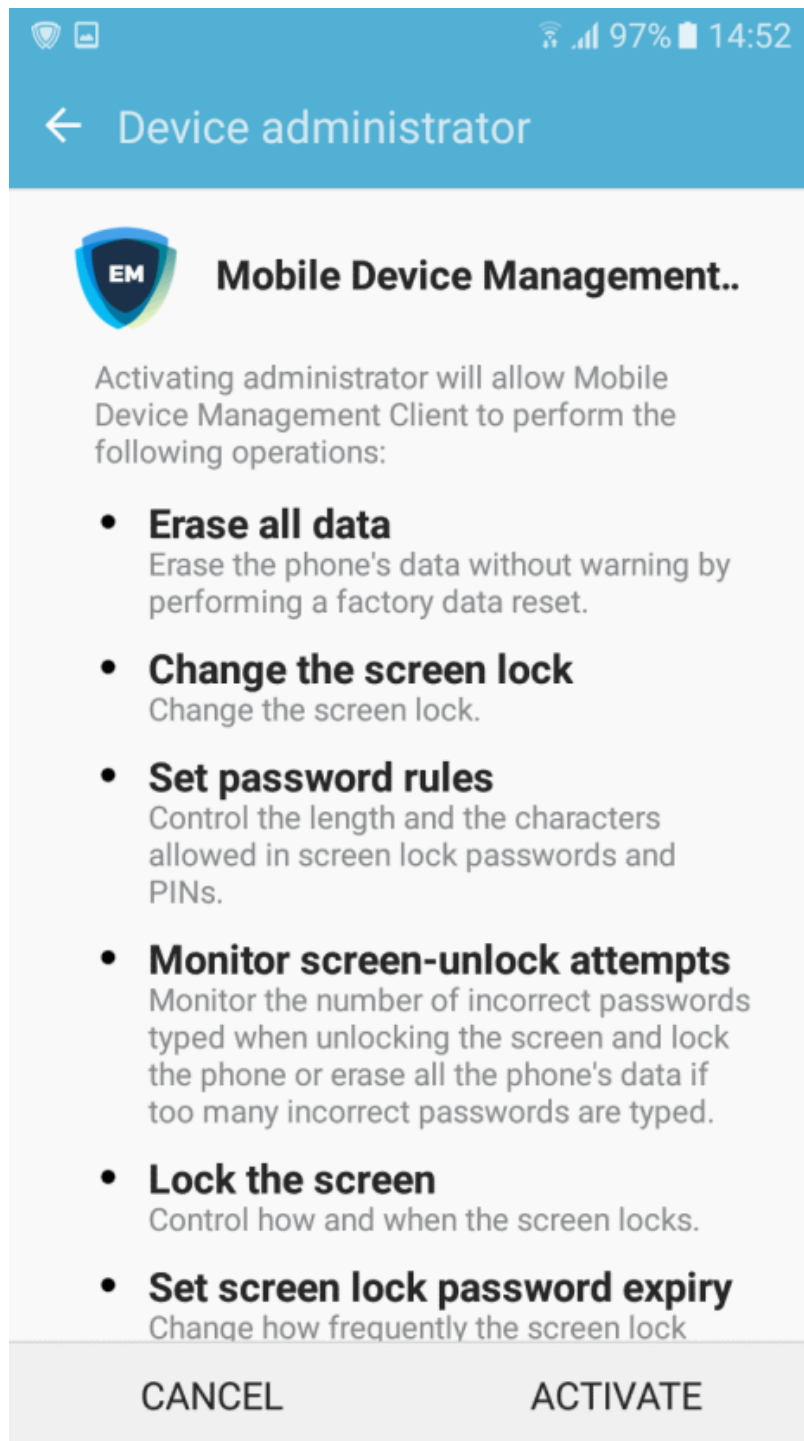 97% 14:52
Device administrator
EM
Mobile Device Management..
Activating administrator will allow Mobile
Device Management Client to perform the
following operations:
• Erase all data
Erase the phone's data without warning by
performing a factory data reset.
• Change the screen lock
Change the screen lock.
• Set password rules
Control the length and the characters
allowed in screen lock passwords and
PINs.
• Monitor screen-unlock attempts
Monitor the number of incorrect passwords
typed when unlocking the screen and lock
the phone or erase all the phone's data if
too many incorrect passwords are typed.
• Lock the screen
Control how and when the screen locks.
• Set screen lock password expiry
Change how frequently the screen lock
CANCEL ACTIVATE